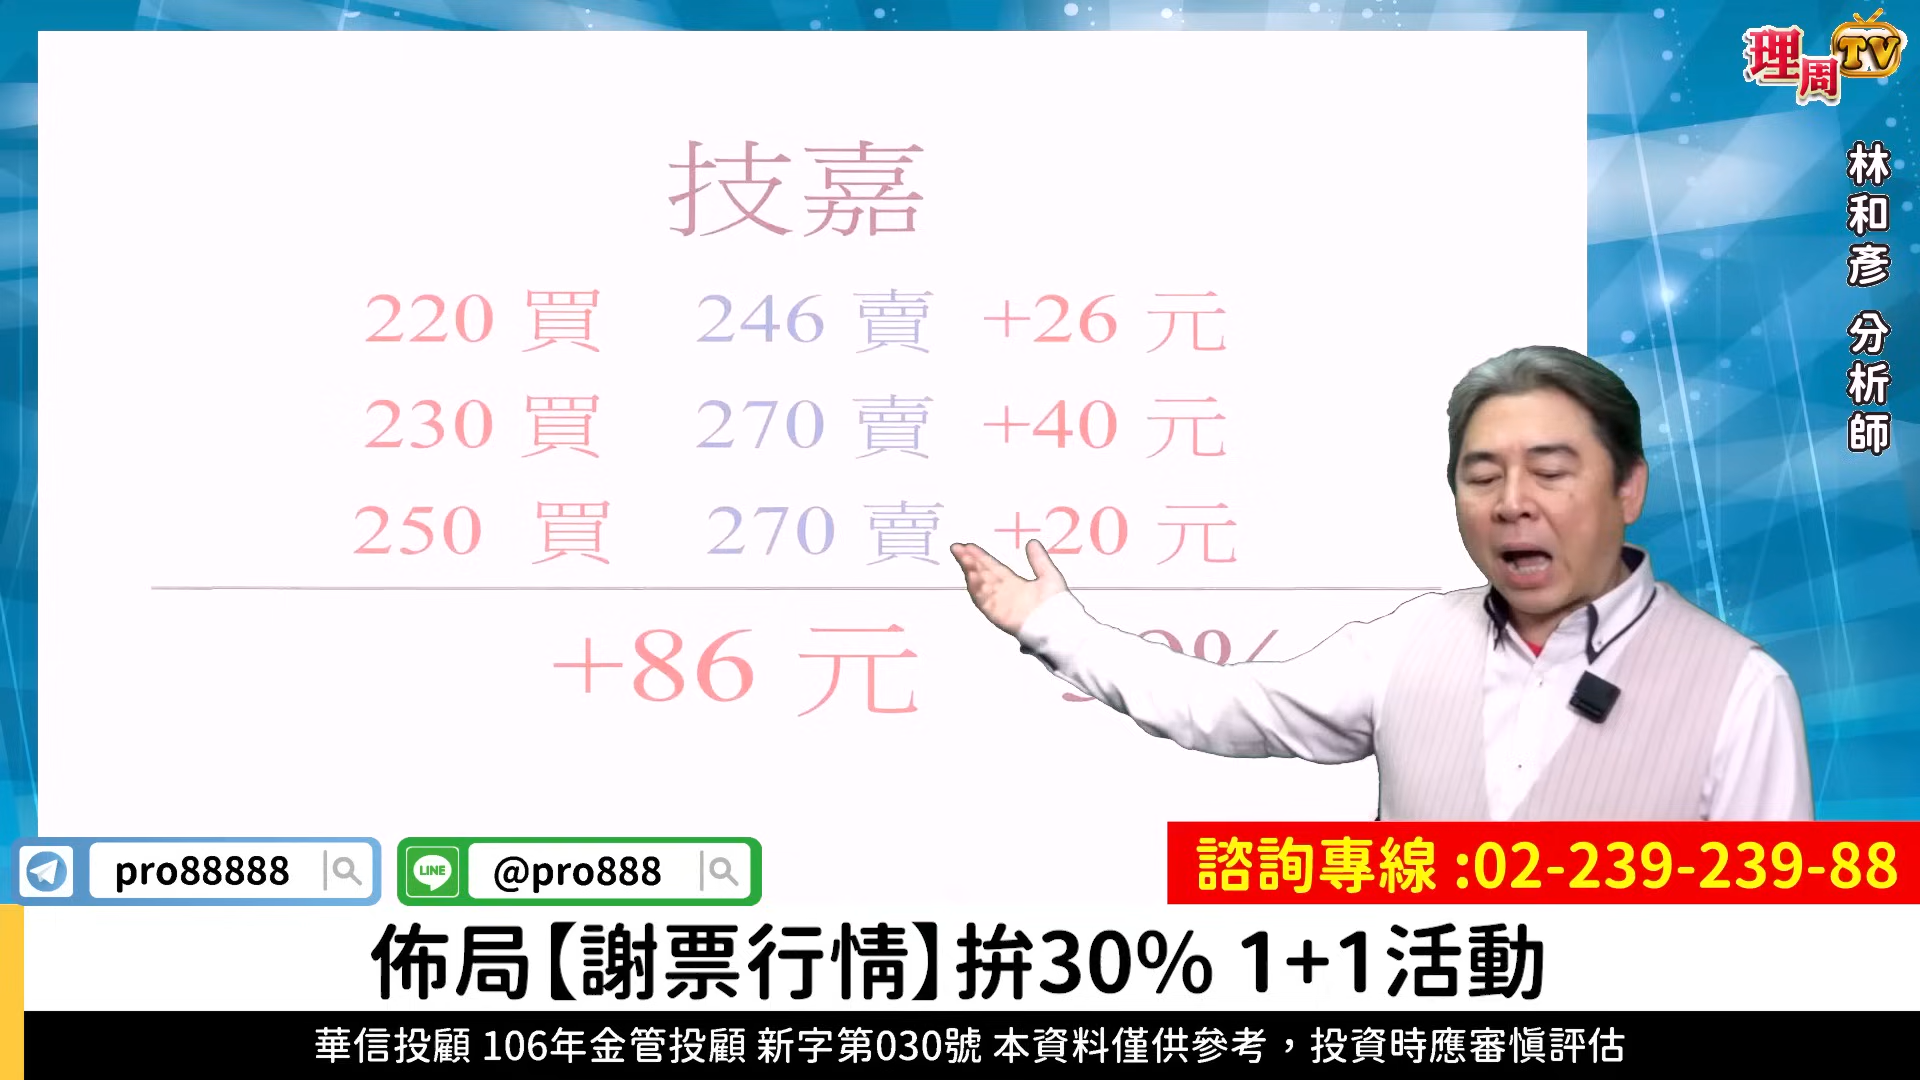 理周TV
林和彥 分析師
技嘉
220 買 246 賣 +26 元
230 買 270 賣 +40 元
250 買 270 賣 +20 元
+86 元
pro88888
LINE
@pro888
諮詢專線 :02-239-239-88
佈局【謝票行情】拚30% 1+1活動
華信投顧 106年金管投顧 新字第030號 本資料僅供參考，投資時應審慎評估